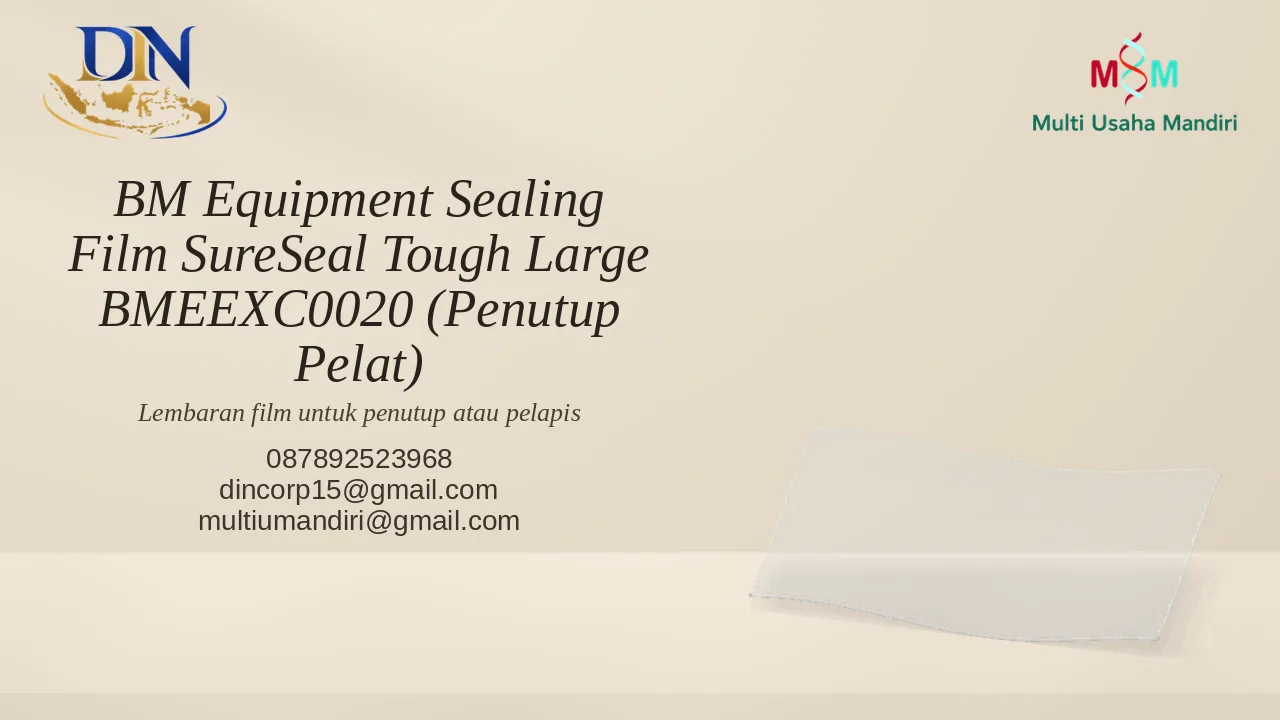 DIN
M M
Multi Usaha Mandiri
BM Equipment Sealing
Film SureSeal Tough Large
BMEEXC0020 (Penutup
Pelat)
Lembaran film untuk penutup atau pelapis
087892523968
dincorp15@gmail.com
multiumandiri@gmail.com